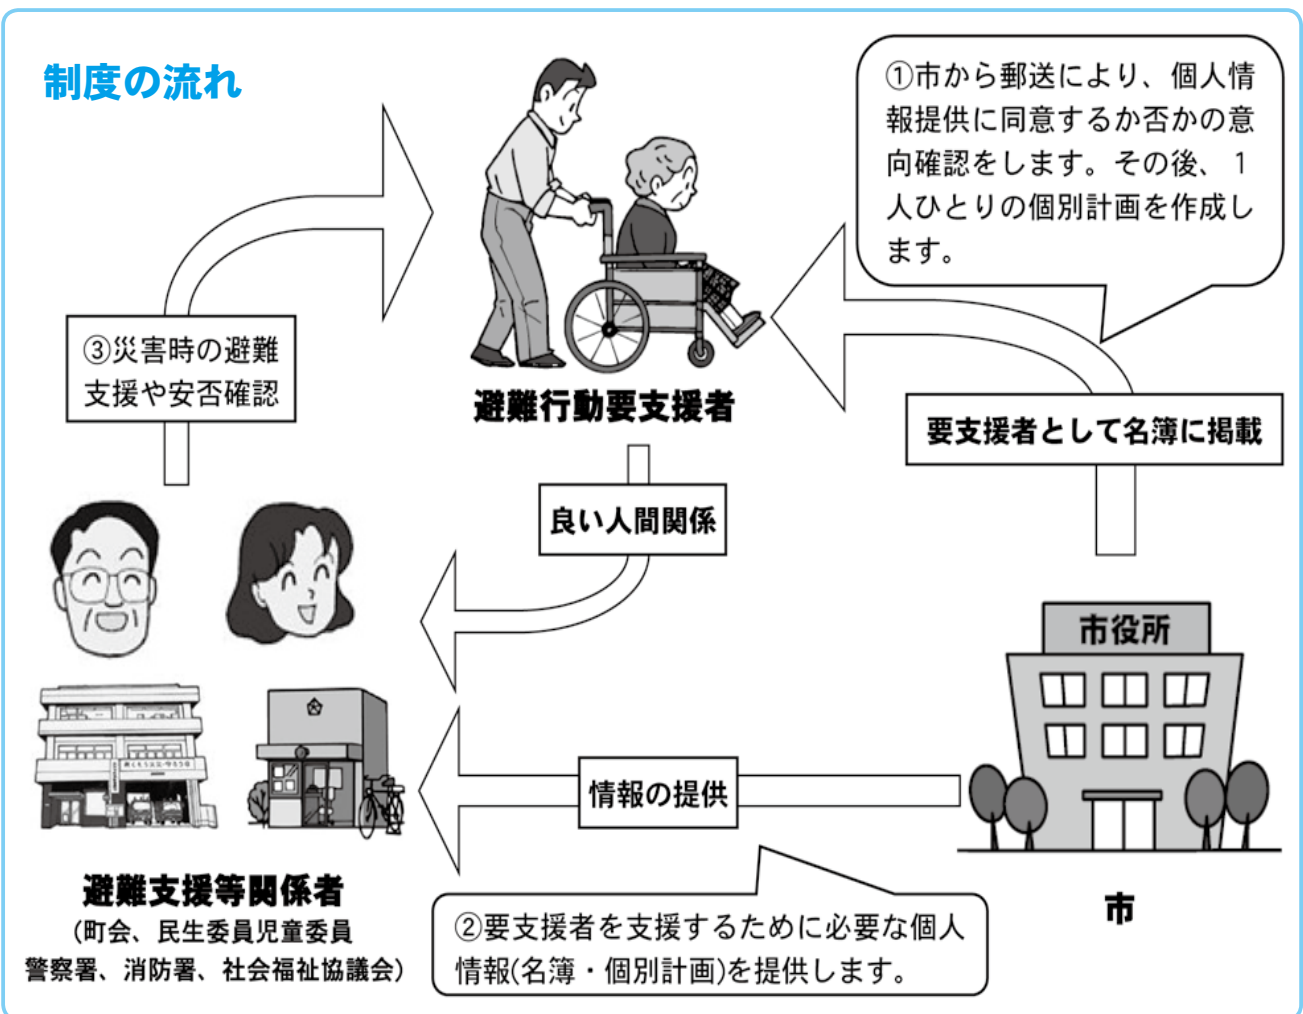 制度の流れ
①市から郵送により、個人情
報提供に同意するか否かの意
向確認をします。その後、1
人ひとりの個別計画を作成し
ます。
③災害時の避難
支援や安否確認
避難行動要支援者
要支援者として名簿に掲載
良い人間関係
市役所
情報の提供
避難支援等関係者
(町会、民生委員児童委員
警察署、消防署、社会福祉協議会)
②要支援者を支援するために必要な個人
情報(名簿・個別計画)を提供します。
市